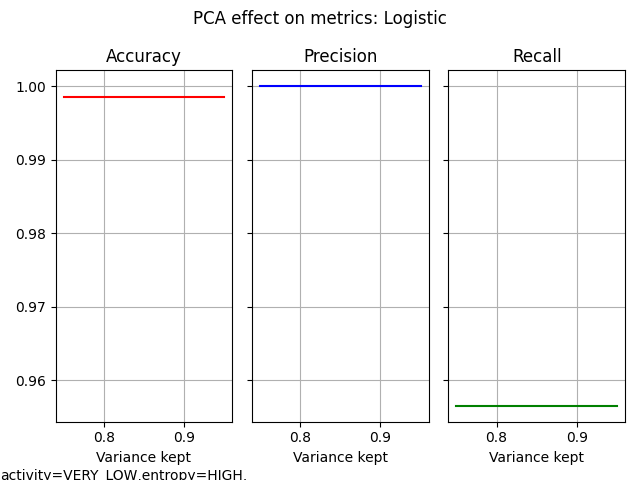 PCA effect on metrics: Logistic
Accuracy
Precision
Recall
1.00
0.99
0.98
0.97
0.96
0.8 0.9
0.8 0.9
0.8 0.9
Variance kept
Variance kept
Variance kept
activity=VERY_LOW,entropy=HIGH,